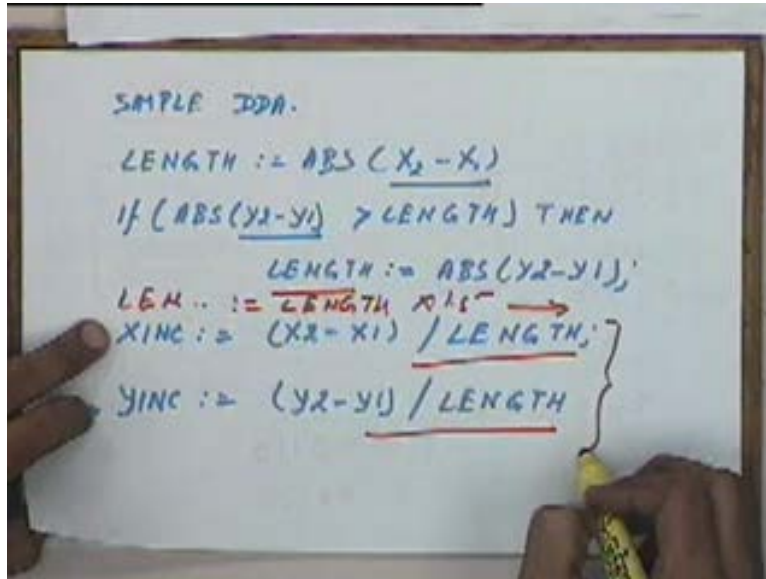 SIMPLE DDA.
LENGTH := ABS (X2 - X1)
If (ABS(Y2-Y1) > LENGTH) THEN
LENGTH := ABS(Y2-Y1);
LEN.. := LENGTH
XINC := (X2 - X1) / LENGTH;
YINC := (Y2-Y1) / LENGTH